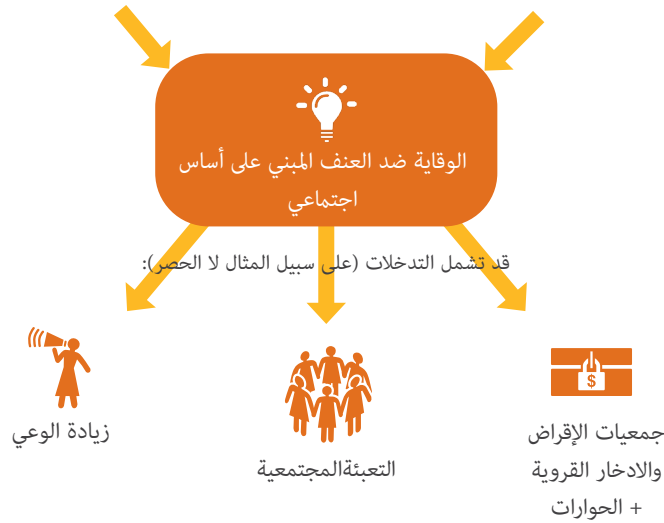 الوقاية ضد العنف المبني على أساس
اجتماعي
قد تشمل التدخلات (على سبيل المثال لا الحصر):
جمعيات الإقراض
والادخار القروية
+ الحوارات
التعبئةالمجتمعية
زيادة الوعي
$